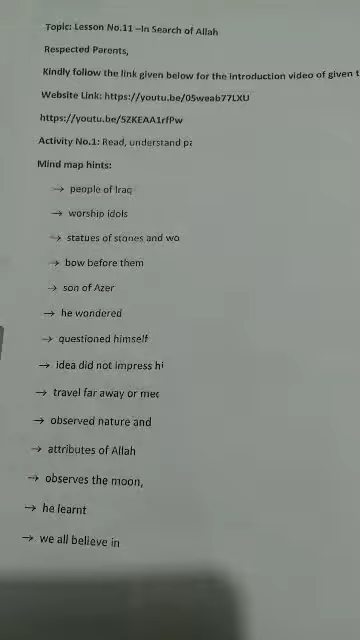 Topic: Lesson No.11 –In Search of Allah
Respected Parents,
Kindly follow the link given below for the introduction video of given
Website Link: https://youtu.be/05weab77LXU
https://youtu.be/5ZKEAA1rfPw
Activity No.1: Read, understand
Mind map hints:
→ people of Iraq
→ worship idols
→ statues of stones and wo
→ bow before them
→ son of Azer
→ he wondered
→ questioned himself
→ idea did not impress hi
→ travel far away or
→ observed nature and
→ attributes of Allah
→ observes the moon,
→ he learnt
→ we all believe in